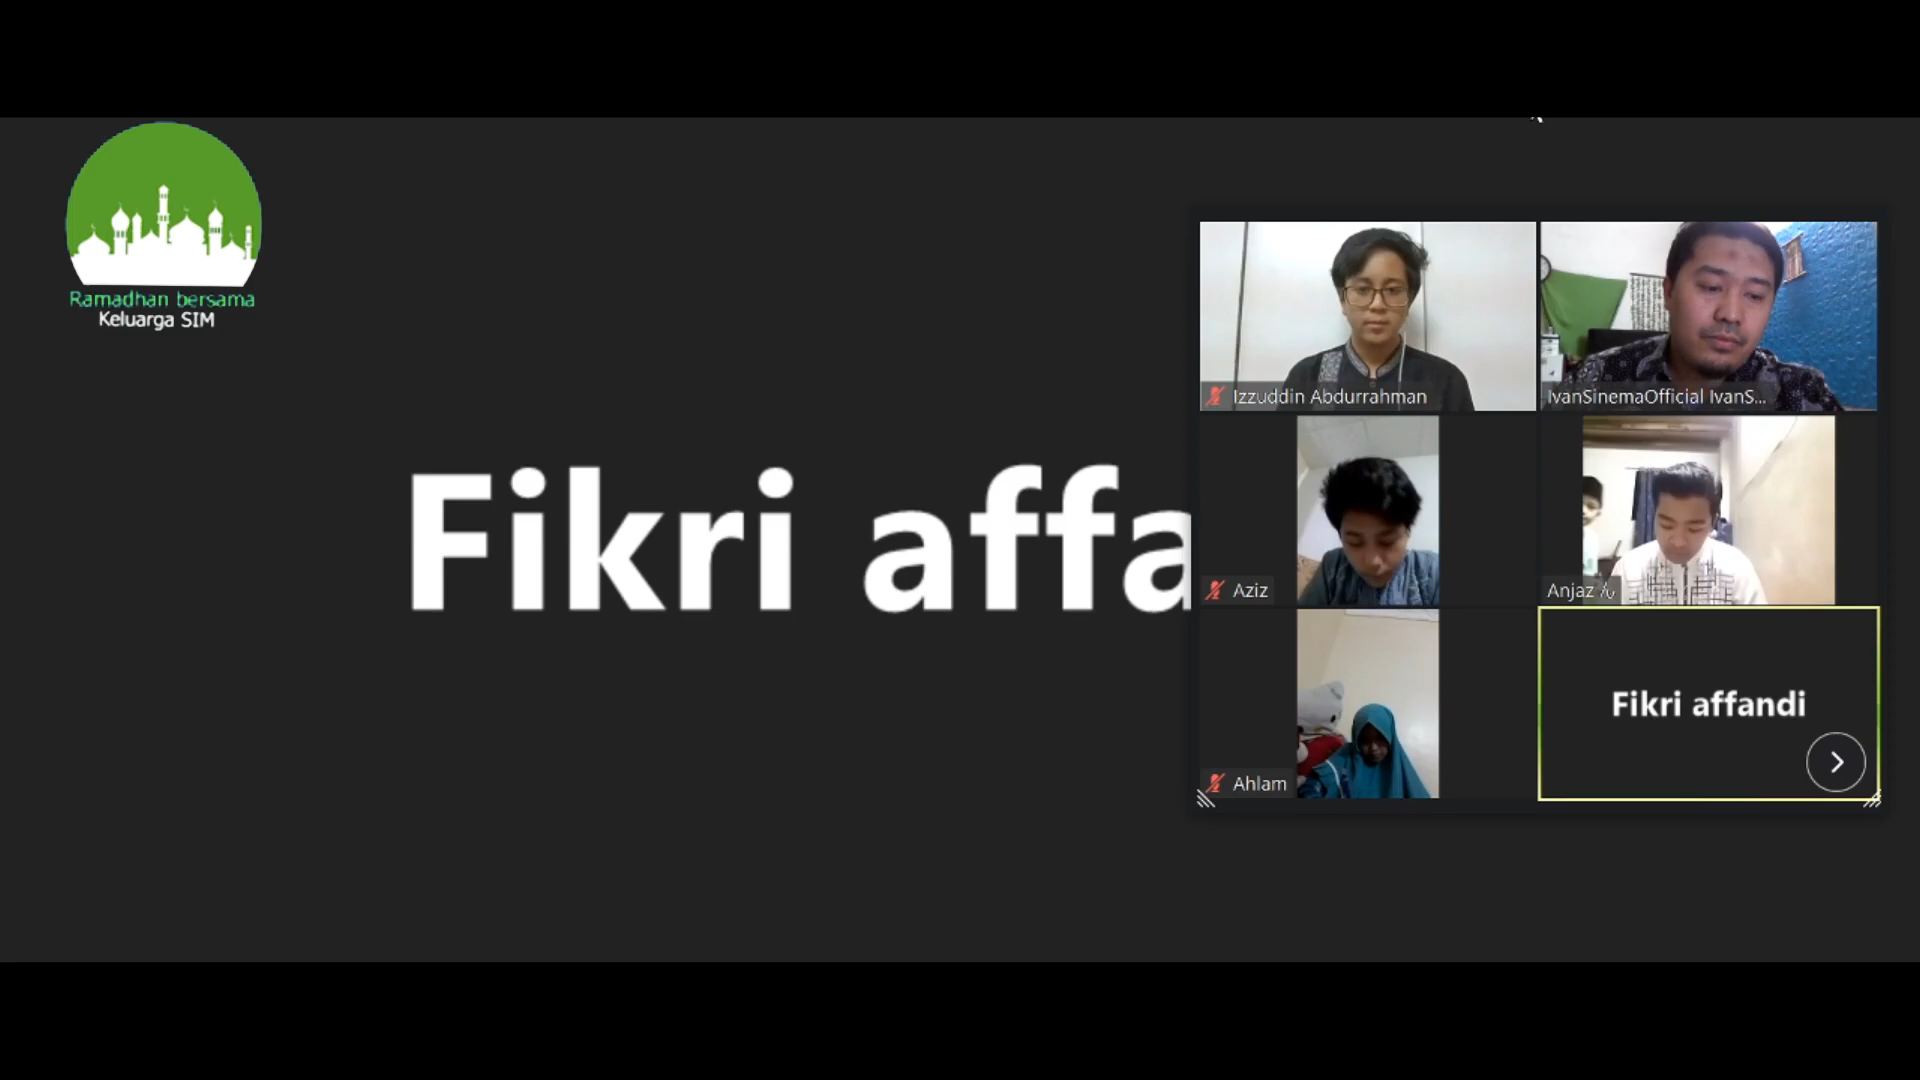 Ramadhan bersama
Keluarga SIM
Fikri affa
Izzuddin Abdurrahman
IvanSinemaOfficial IvanS...
Aziz
Anjaz
Ahlam
Fikri affandi